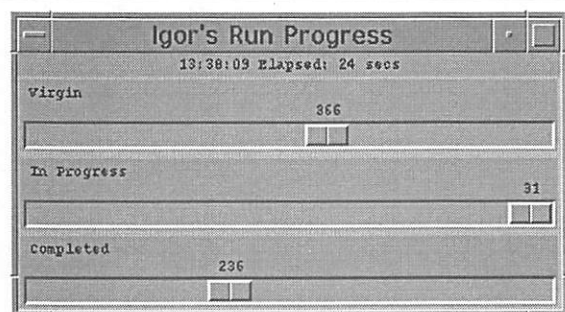 Igor's Run Progress
13:38:09 Elapsed: 24 secs
Virgin
366
In Progress
31
Completed
236